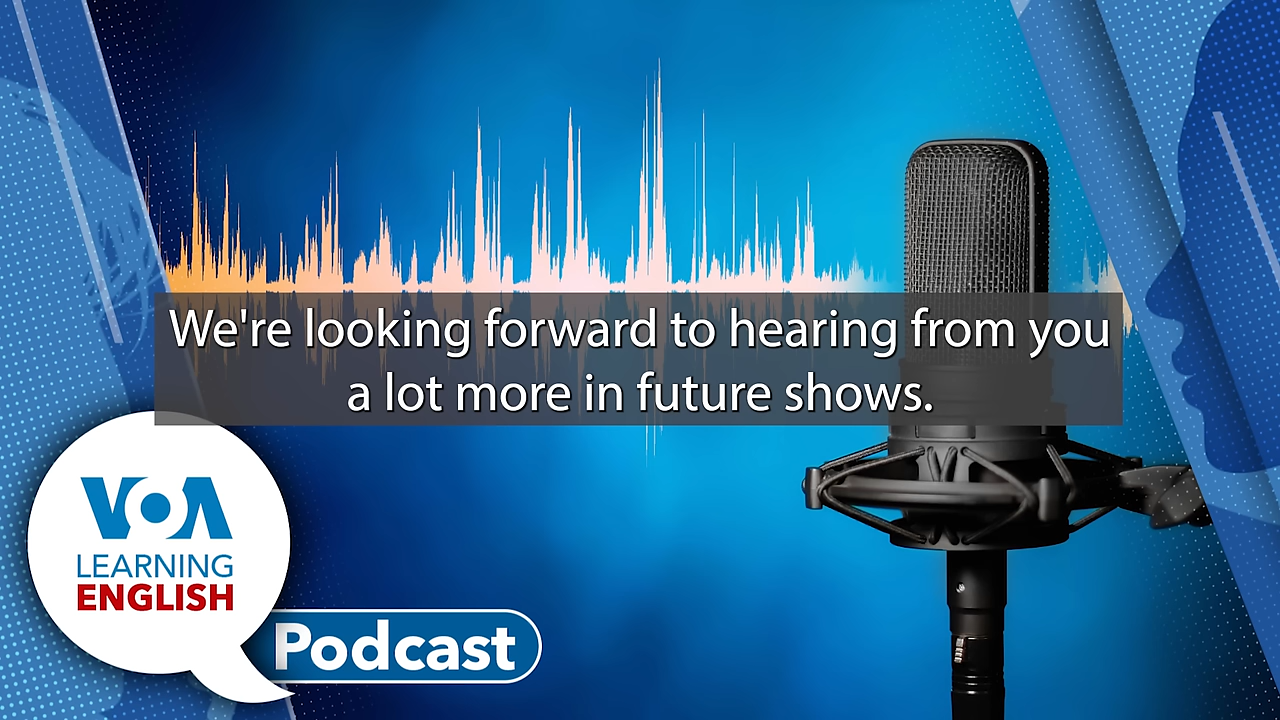 We're looking forward to hearing from you
a lot more in future shows.
VOA
LEARNING
ENGLISH
Podcast